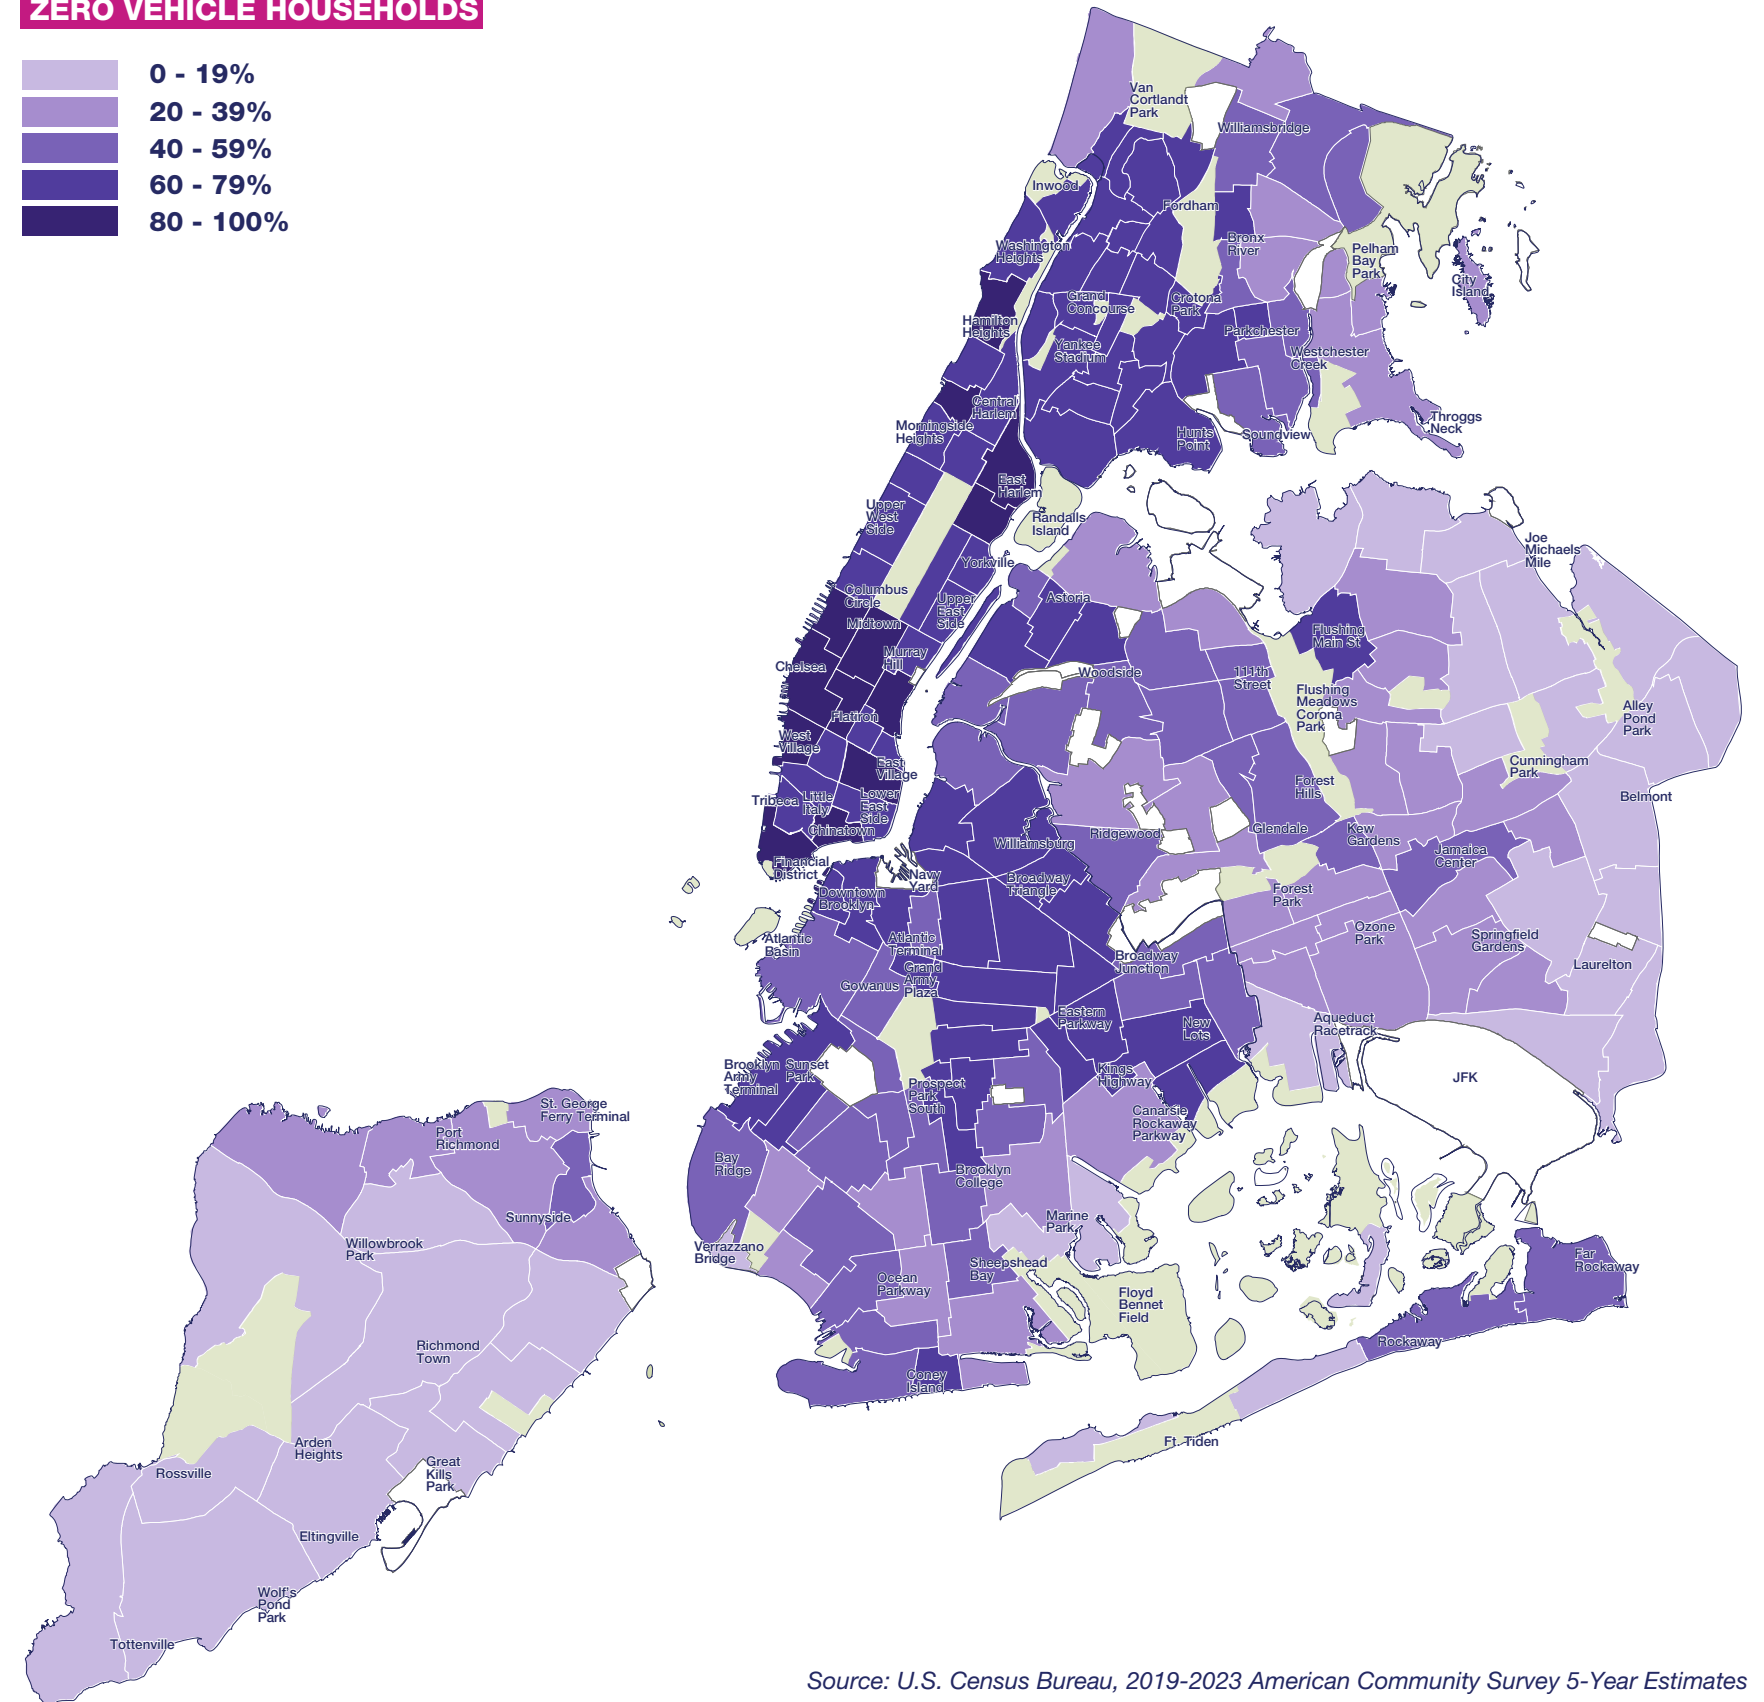 ZERO VEHICLE HOUSEHOLDS
0 - 19%
20 - 39%
40 - 59%
60 - 79%
80 - 100%
Van
Cortlandt
Park
Williamsbridge
Inwood
Fordham
Washington
Heights
Bronx
River
Pelham
Bay
Park
City
Island
Grand
Concourse
Crotona
Park
Hamilton
Heights
Parkchester
Yankee
Stadium
Westchester
Creek
Central
Harlem
Morningside
Heights
Throggs
Neck
Hunts
Point
Soundview
East
Harlem
Upper
West
Side
Randalls
Island
Joe
Michaels
Mile
Yorkville
Columbus
Circle
Upper
East
Side
Astoria
Midtown
Flushing
Main St
Murray
Hill
Chelsea
Woodside
111th
Street
Flushing
Meadows
Corona
Park
Alley
Pond
Park
Flatiron
West
Village
East
Village
Cunningham
Park
Forest
Hills
Belmont
Tribeca
Little
Italy
Lower
East
Side
Chinatown
Ridgewood
Glendale
Kew
Gardens
Williamsburg
Jamaica
Center
Financial
District
Navy
Yard
Broadway
Triangle
Downtown
Brooklyn
Forest
Park
Atlantic
Basin
Atlantic
Terminal
Ozone
Park
Springfield
Gardens
Broadway
Junction
Grand
Army
Plaza
Gowanus
Laurelton
Eastern
Parkway
New
Lots
Aqueduct
Racetrack
Brooklyn
Army
Terminal
Sunset
Park
Kings
Highway
JFK
Prospect
Park
South
Canarsie
Rockaway
Parkway
St. George
Ferry Terminal
Port
Richmond
Bay
Ridge
Brooklyn
College
Sunnyside
Marine
Park
Willowbrook
Park
Verrazzano
Bridge
Sheepshead
Bay
Far
Rockaway
Ocean
Parkway
Floyd
Bennet
Field
Richmond
Town
Rockaway
Coney
Island
Arden
Heights
Ft. Tiden
Great
Kills
Park
Rossville
Eltingville
Wolf's
Pond
Park
Tottenville
Source: U.S. Census Bureau, 2019-2023 American Community Survey 5-Year Estimates